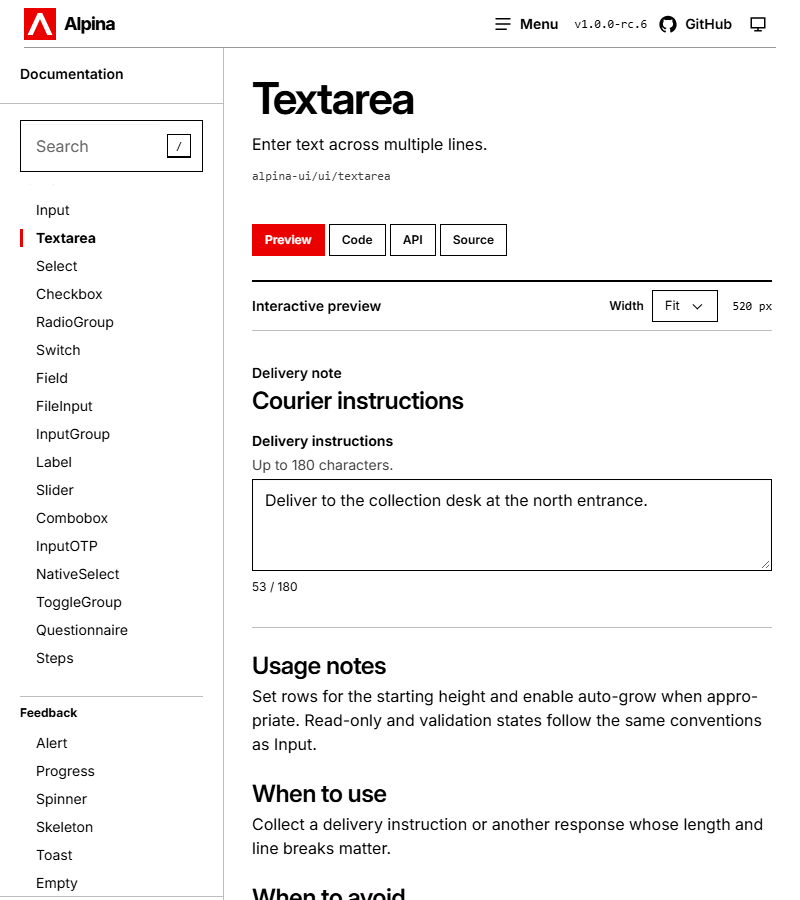 Alpina
Menu
v1.0.0-rc.6
GitHub
Documentation
Search
/
Input
Textarea
Select
Checkbox
RadioGroup
Switch
Field
FileInput
InputGroup
Label
Slider
Combobox
InputOTP
NativeSelect
ToggleGroup
Questionnaire
Steps
Feedback
Alert
Progress
Spinner
Skeleton
Toast
Empty
Textarea
Enter text across multiple lines.
alpina-ui/ui/textarea
Preview
Code
API
Source
Interactive preview
Width
Fit
520 px
Delivery note
Courier instructions
Delivery instructions
Up to 180 characters.
Deliver to the collection desk at the north entrance.
53 / 180
Usage notes
Set rows for the starting height and enable auto-grow when appro-
priate. Read-only and validation states follow the same conventions
as Input.
When to use
Collect a delivery instruction or another response whose length and
line breaks matter.
When to avoid